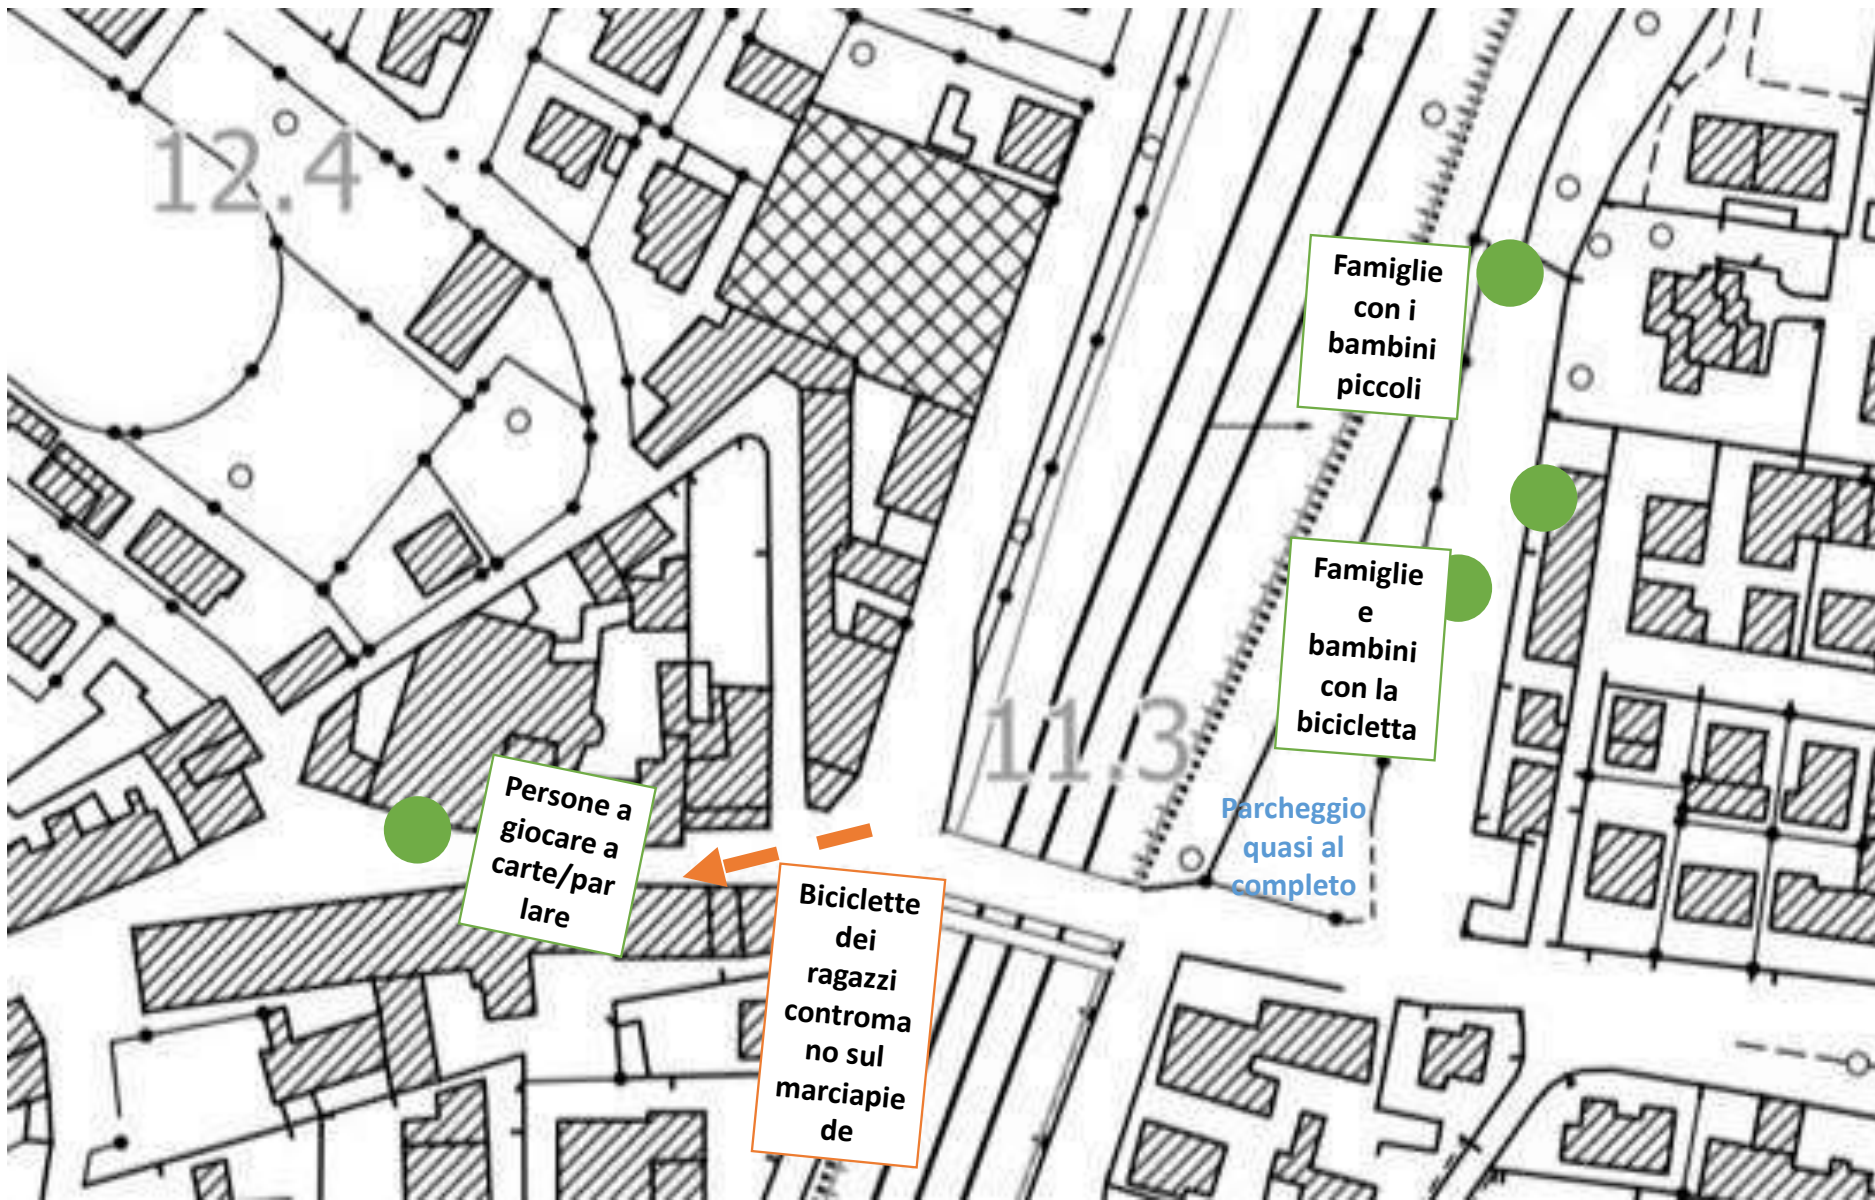 12.4
Famiglie
con i
bambini
piccoli
Famiglie
e
bambini
con la
bicicletta
11.3
Parcheggio
quasi al
completo
Persone a
giocare a
carte/par
lare
Biciclette
dei
ragazzi
controma
no sul
marciapie
de